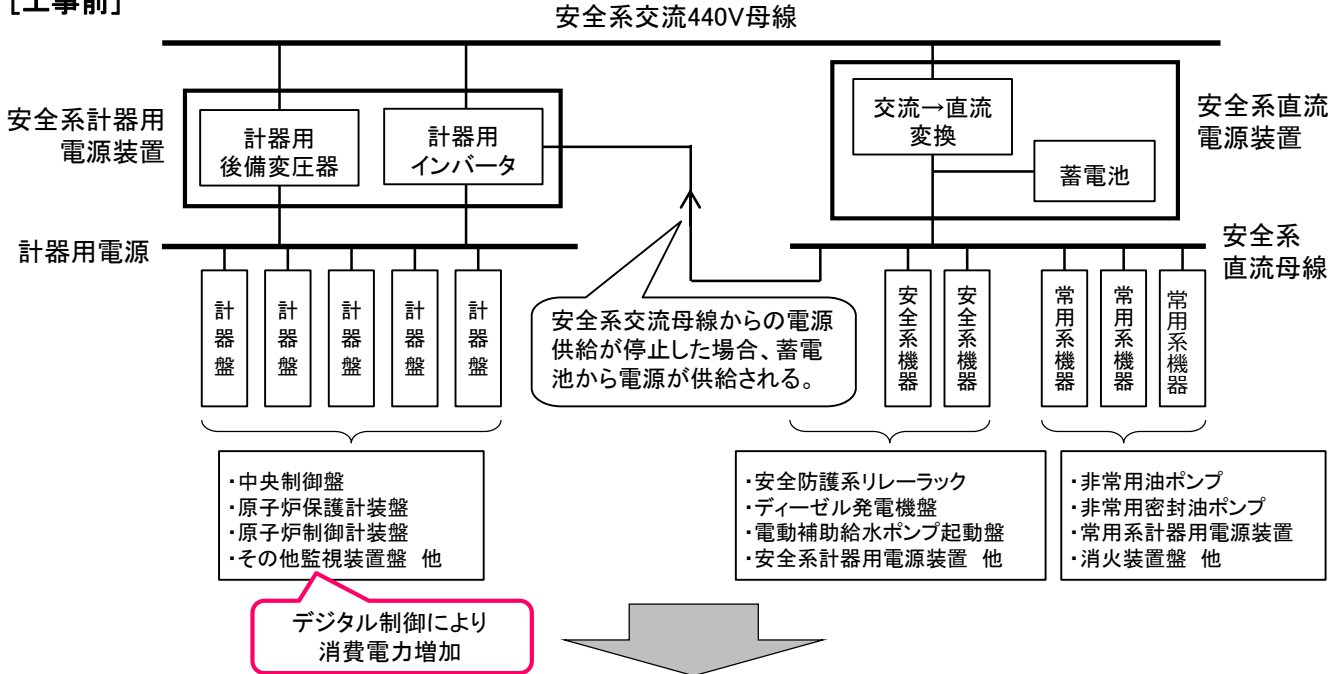 [工事前]
安全系交流440V母線
安全系計器用
電源装置
計器用
後備変圧器
計器用
インバータ
交流→直流
変換
蓄電池
安全系直流
電源装置
計器用電源
安全系
直流母線
計器盤
計器盤
計器盤
計器盤
計器盤
安全系交流母線からの電源
供給が停止した場合、蓄電
池から電源が供給される。
安全系機器
安全系機器
常用系機器
常用系機器
常用系機器
・中央制御盤
・原子炉保護計装盤
・原子炉制御計装盤
・その他監視装置盤 他
・安全防護系リレーラック
・ディーゼル発電機盤
・電動補助給水ポンプ起動盤
・安全系計器用電源装置 他
・非常用油ポンプ
・非常用密封油ポンプ
・常用系計器用電源装置
・消火装置盤 他
デジタル制御により
消費電力増加